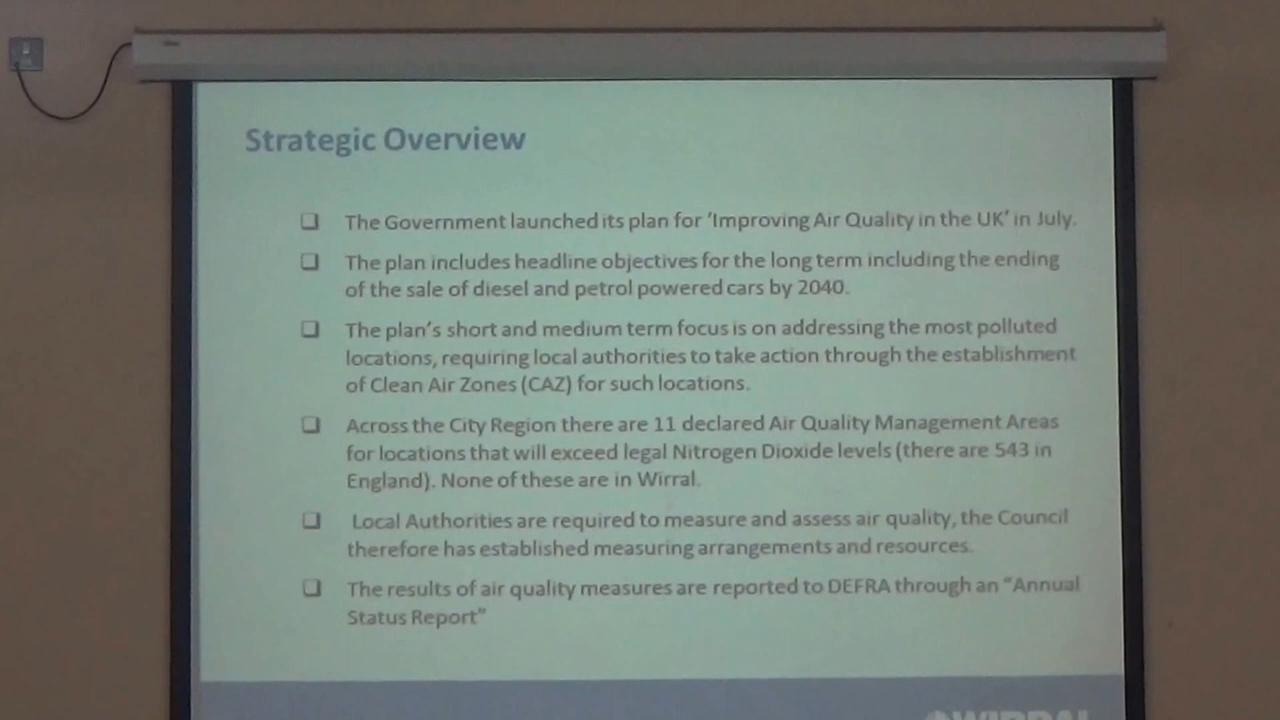 Strategic Overview
❑ The Government launched its plan for ‘Improving Air Quality in the UK’ in July.
❑ The plan includes headline objectives for the long term including the ending
of the sale of diesel and petrol powered cars by 2040.
❑ The plan’s short and medium term focus is on addressing the most polluted
locations, requiring local authorities to take action through the establishment
of Clean Air Zones (CAZ) for such locations.
❑ Across the City Region there are 11 declared Air Quality Management Areas
for locations that will exceed legal Nitrogen Dioxide levels (there are 543 in
England). None of these are in Wirral.
❑ Local Authorities are required to measure and assess air quality, the Council
therefore has established measuring arrangements and resources.
❑ The results of air quality measures are reported to DEFRA through an “Annual
Status Report”
WIRRAL